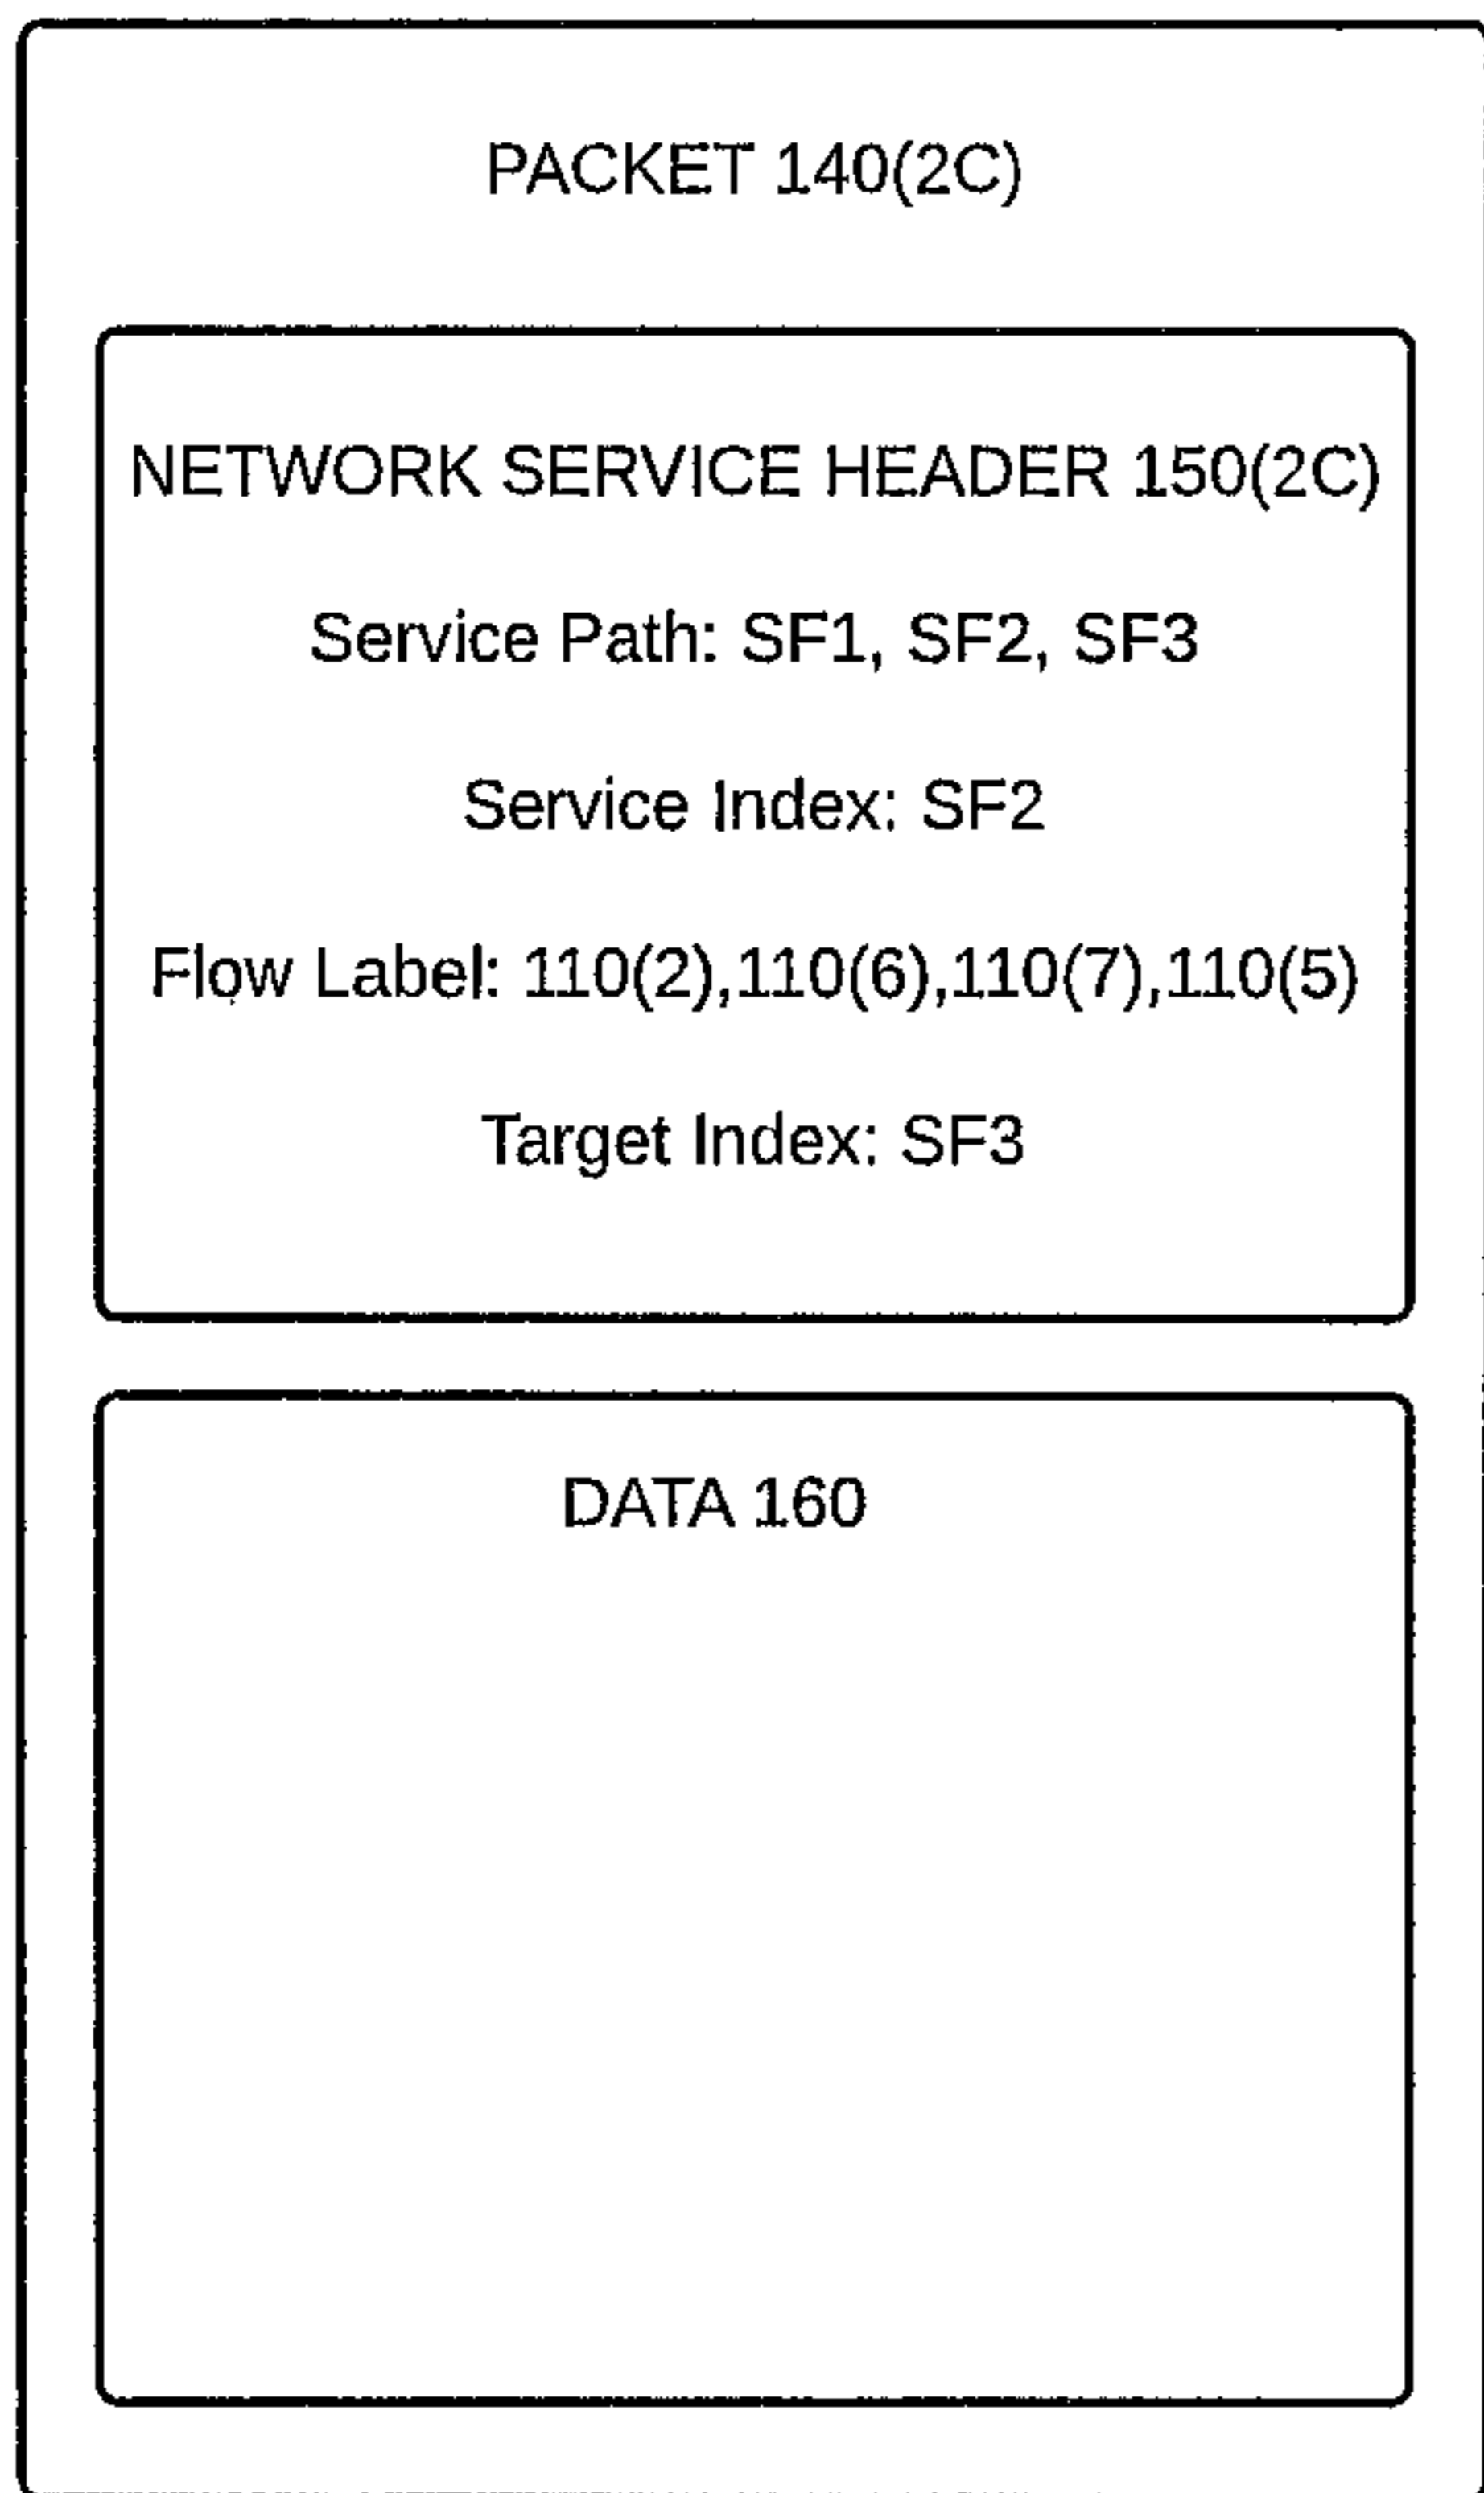 PACKET 140(2C)
NETWORK SERVICE HEADER 150(2C)
Service Path: SF1, SF2, SF3
Service Index: SF2
Flow Label: 110(2),110(6),110(7),110(5)
Target Index: SF3
DATA 160